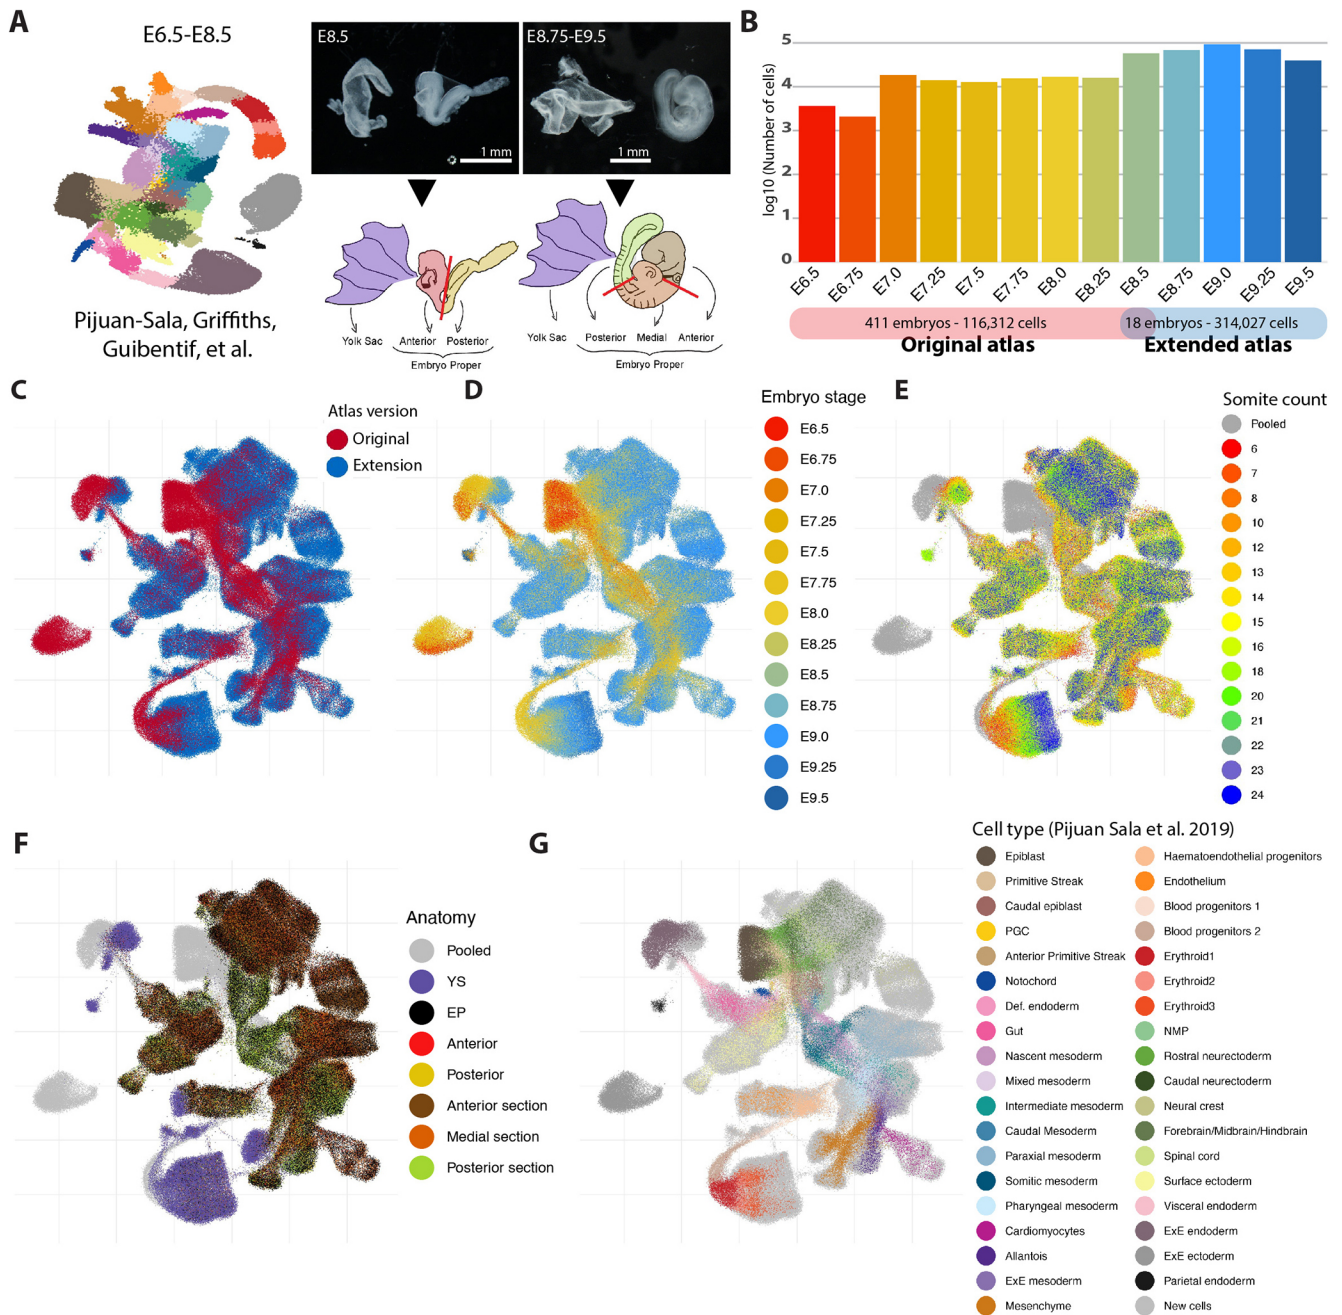 A
E6.5-E8.5
Pijuan-Sala, Griffiths,
Guibentif, et al.
E8.5
1 mm
E8.75-E9.5
1 mm
Yolk Sac
Anterior
Posterior
Embryo Proper
Yolk Sac
Posterior
Medial
Anterior
Embryo Proper
B
log10 (Number of cells)
5
4
3
2
1
0
E6.5
E6.75
E7.0
E7.25
E7.5
E7.75
E8.0
E8.25
E8.5
E8.75
E9.0
E9.25
E9.5
411 embryos - 116,312 cells
Original atlas
18 embryos - 314,027 cells
Extended atlas
C
Atlas version
Original
Extension
D
Embryo stage
E6.5
E6.75
E7.0
E7.25
E7.5
E7.75
E8.0
E8.25
E8.5
E8.75
E9.0
E9.25
E9.5
E
Somite count
Pooled
6
7
8
10
12
13
14
15
16
18
20
21
22
23
24
F
Anatomy
Pooled
YS
EP
Anterior
Posterior
Anterior section
Medial section
Posterior section
G
Cell type (Pijuan Sala et al. 2019)
Epiblast
Primitive Streak
Caudal epiblast
PGC
Anterior Primitive Streak
Notochord
Def. endoderm
Gut
Nascent mesoderm
Mixed mesoderm
Intermediate mesoderm
Caudal Mesoderm
Paraxial mesoderm
Somitic mesoderm
Pharyngeal mesoderm
Cardiomyocytes
Allantois
ExE mesoderm
Mesenchyme
Haematoendothelial progenitors
Endothelium
Blood progenitors 1
Blood progenitors 2
Erythroid1
Erythroid2
Erythroid3
NMP
Rostral neurectoderm
Caudal neurectoderm
Neural crest
Forebrain/Midbrain/Hindbrain
Spinal cord
Surface ectoderm
Visceral endoderm
ExE endoderm
ExE ectoderm
Parietal endoderm
New cells